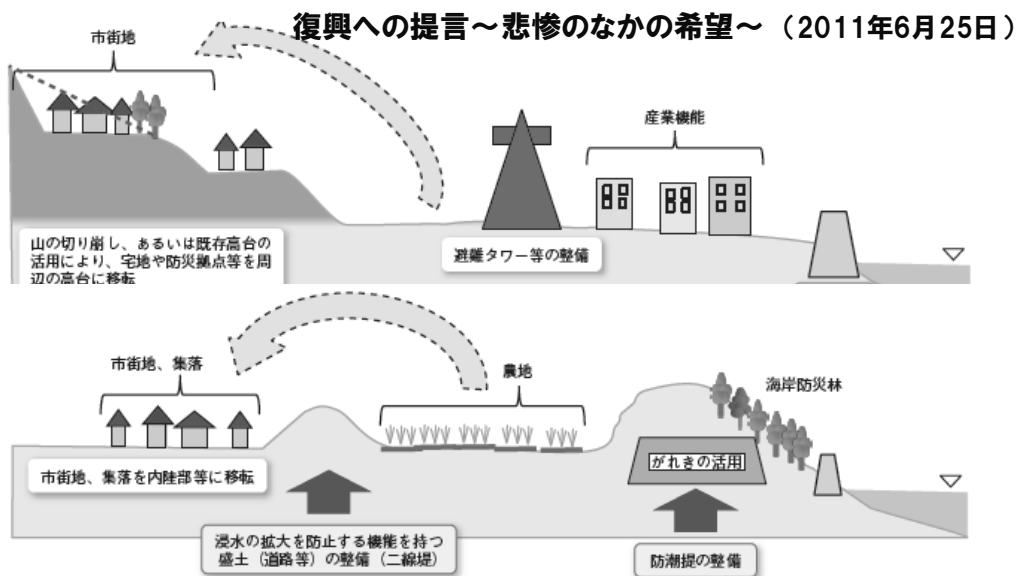 復興への提言～悲惨のなかの希望～（2011年6月25日）
市街地
産業機能
山の切り崩し、あるいは既存高台の
活用により、宅地や防災拠点等を周
辺の高台に移転
避難タワー等の整備
市街地、集落
農地
海岸防災林
がれきの活用
市街地、集落を内陸部等に移転
浸水の拡大を防止する機能を持つ
盛土（道路等）の整備（二線堤）
防潮提の整備